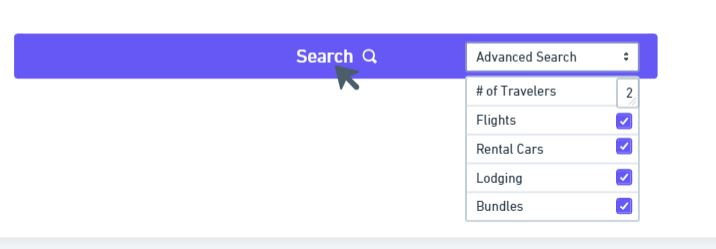 Search
Advanced Search
# of Travelers 2
Flights
Rental Cars
Lodging
Bundles